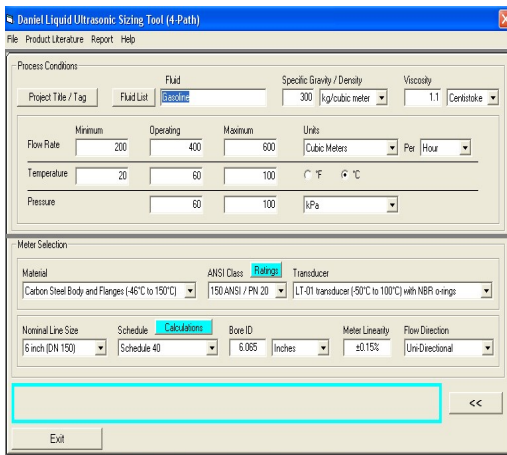 Daniel Liquid Ultrasonic Sizing Tool (4-Path)
File Product Literature Report Help
Process Conditions
Fluid Specific Gravity / Density Viscosity
Project Title / Tag Fluid List Gasoline 300 kg/cubic meter 1.1 Centistoke
Minimum Operating Maximum Units
Flow Rate 200 400 600 Cubic Meters Per Hour
Temperature 20 60 100 °F °C
Pressure 60 100 kPa
Meter Selection
Material ANSI Class Ratings Transducer
Carbon Steel Body and Flanges (-46°C to 150°C) 150 ANSI / PN 20 LT-01 transducer (-50°C to 100°C) with NBR o-rings
Nominal Line Size Schedule Calculations Bore ID Meter Linearity Flow Direction
6 inch (DN 150) Schedule 40 6.065 Inches ±0.15% Uni-Directional
<<
Exit